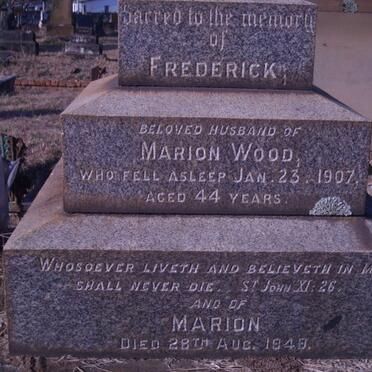 Sacred to the memory
of
FREDERICK,
BELOVED HUSBAND OF
MARION WOOD,
WHO FELL ASLEEP JAN. 23. 1907,
AGED 44 YEARS.
WHOSOEVER LIVETH AND BELIEVETH IN
SHALL NEVER DIE. ST JOHN XI: 26.
AND OF
MARION
DIED 28TH AUG. 1949.